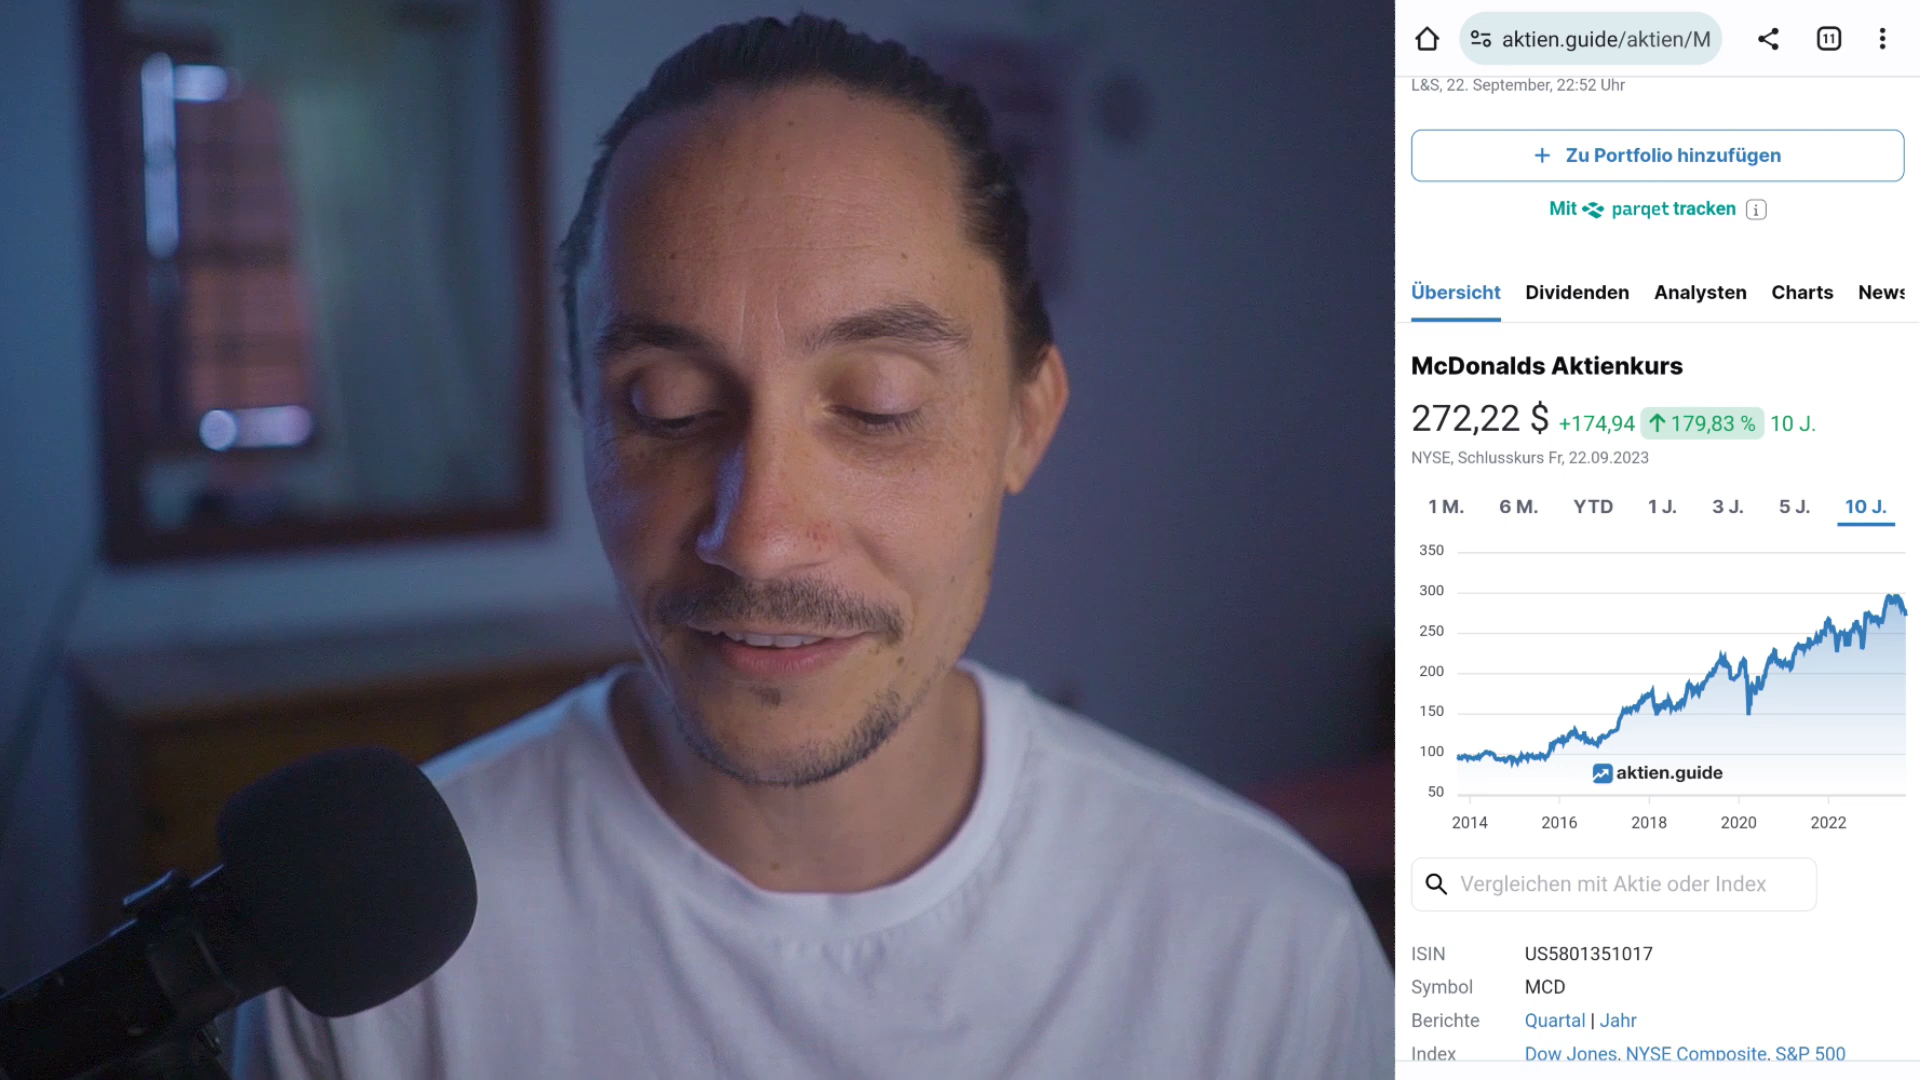 aktien.guide/aktien/M
11
L&S, 22. September, 22:52 Uhr
+ Zu Portfolio hinzufügen
Mit parqet tracken i
Übersicht Dividenden Analysten Charts News
McDonalds Aktienkurs
272,22 $ +174,94 ↑ 179,83 % 10 J.
NYSE, Schlusskurs Fr, 22.09.2023
1 M. 6 M. YTD 1 J. 3 J. 5 J. 10 J.
350
300
250
200
150
100
50
aktien.guide
2014 2016 2018 2020 2022
Vergleichen mit Aktie oder Index
ISIN US5801351017
Symbol MCD
Berichte Quartal | Jahr
Index Dow Jones, NYSE Composite, S&P 500